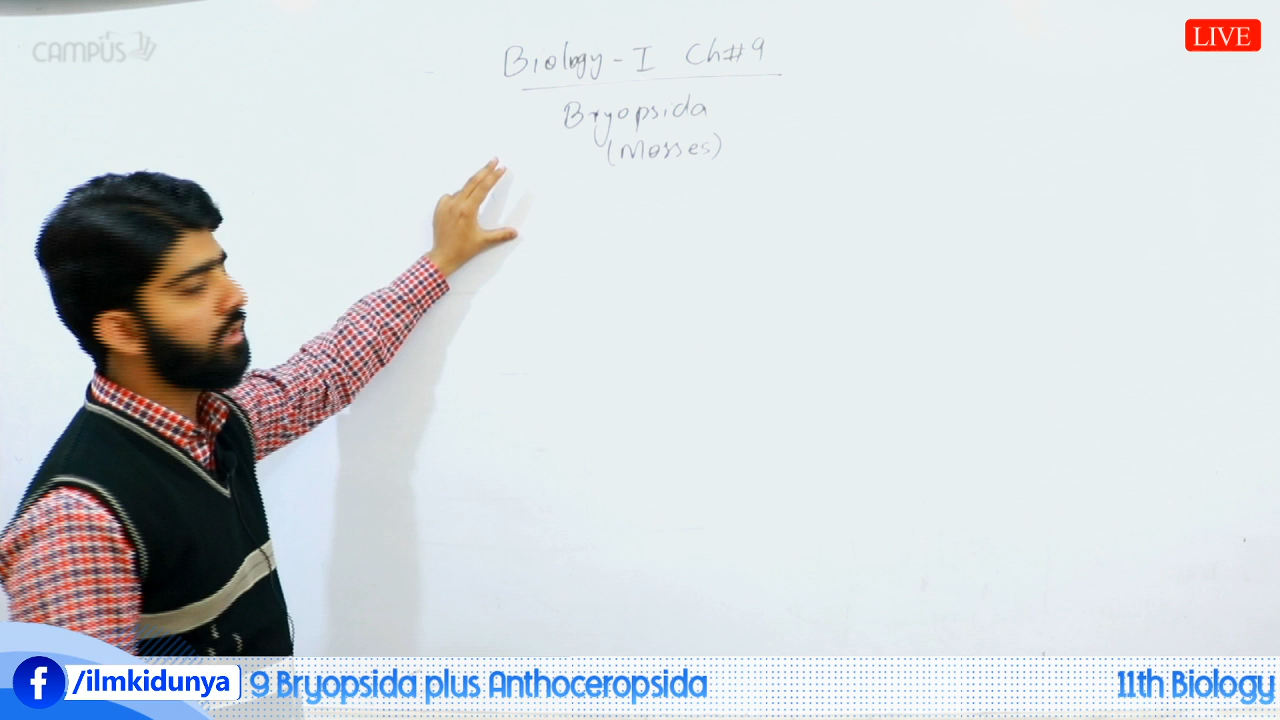 CAMPUS
LIVE
Biology - I Ch#9
Bryopsida
(Mosses)
f /ilmkidunya
9 Bryopsida plus Anthoceropsida
11th Biology